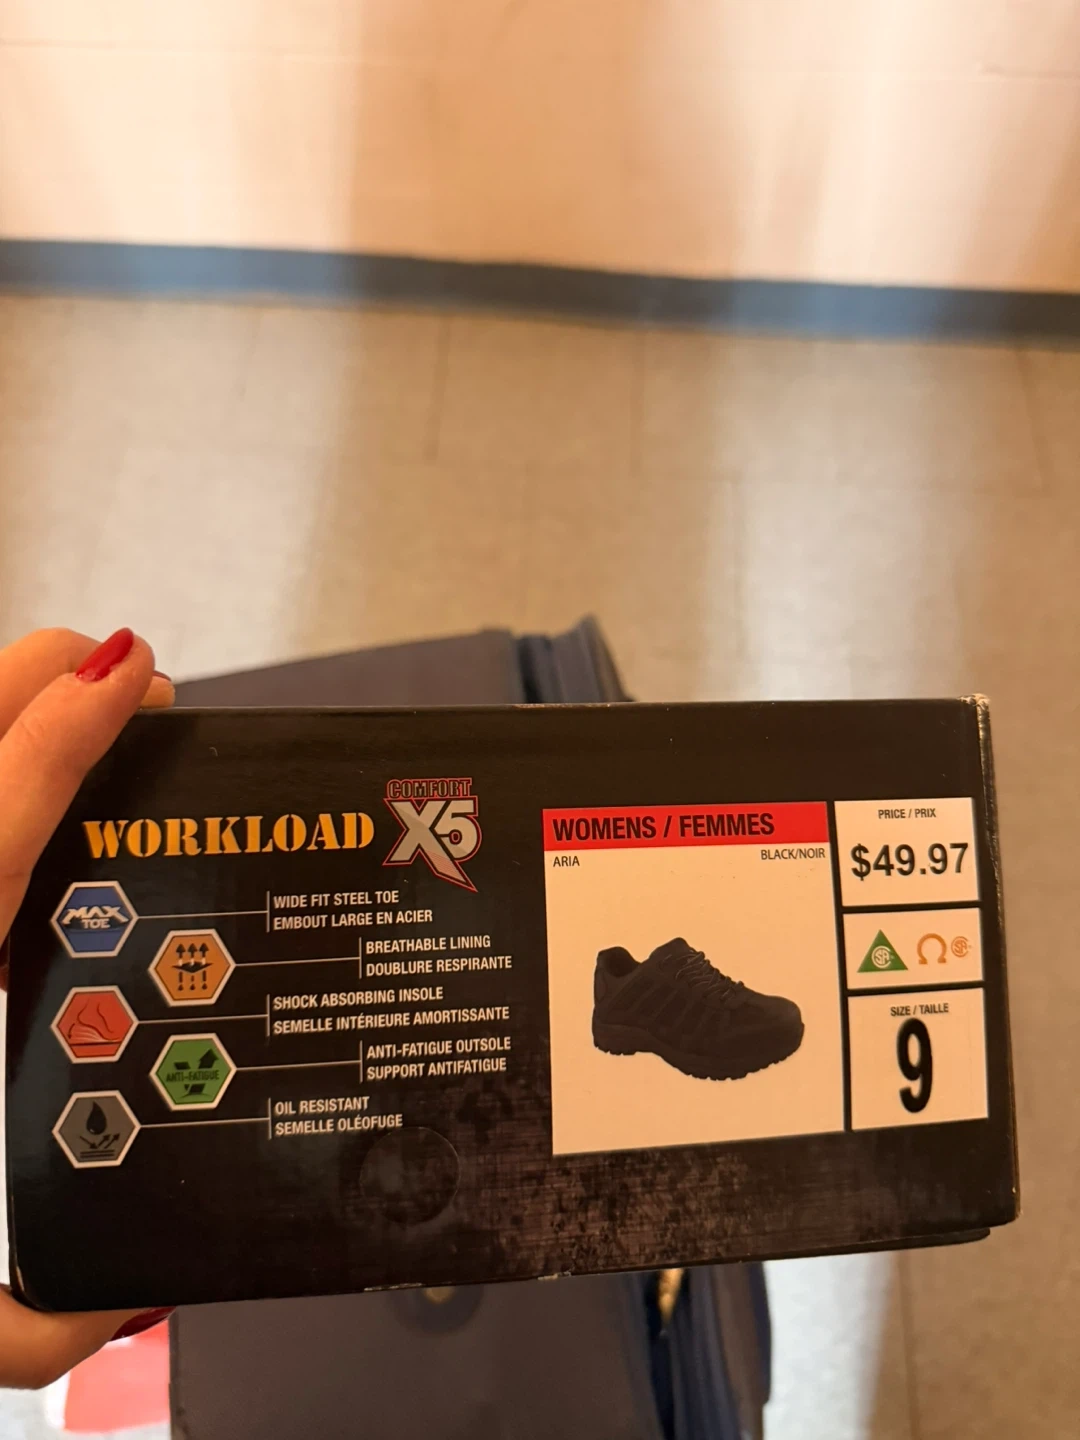 COMFORT
WORKLOAD X5
MAX
TOE
WIDE FIT STEEL TOE
EMBOUT LARGE EN ACIER
BREATHABLE LINING
DOUBLURE RESPIRANTE
SHOCK ABSORBING INSOLE
SEMELLE INTÉRIEURE AMORTISSANTE
ANTI-FATIGUE
ANTI-FATIGUE OUTSOLE
SUPPORT ANTIFATIGUE
OIL RESISTANT
SEMELLE OLÉOFUGE
WOMENS / FEMMES
ARIA
BLACK/NOIR
PRICE / PRIX
$49.97
Ω
SIZE / TAILLE
9